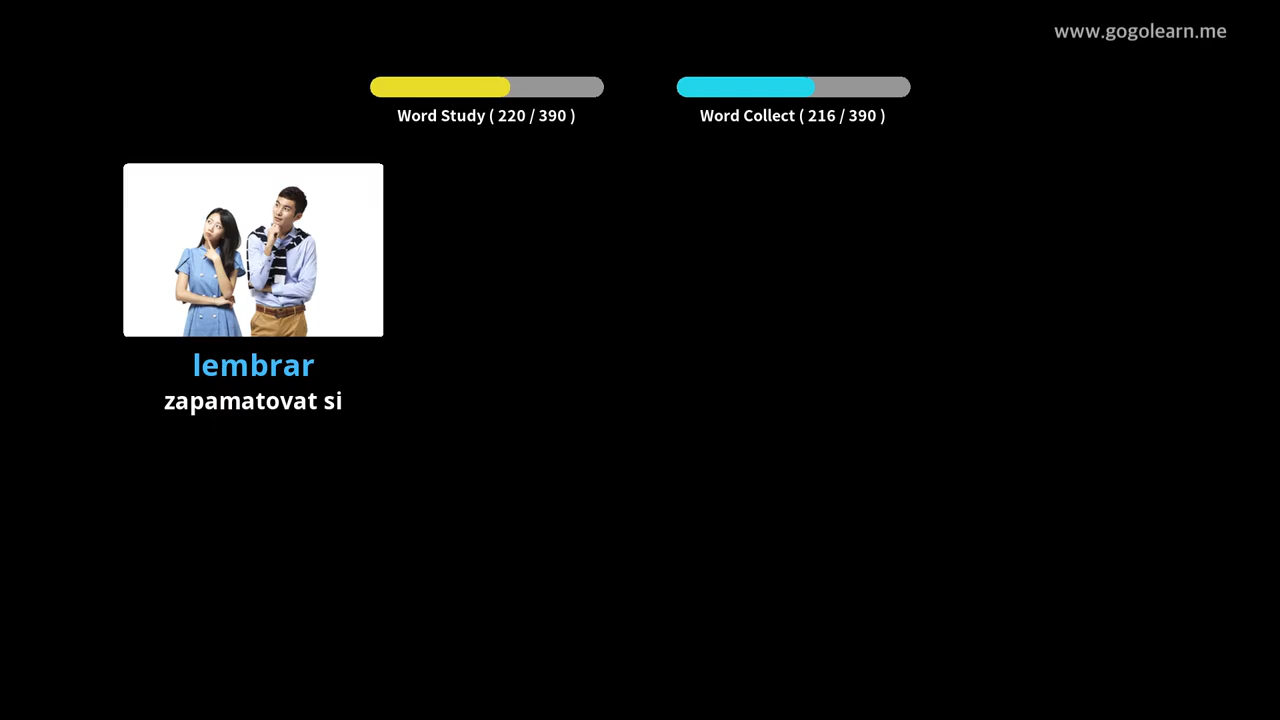 www.gogolearn.me
Word Study ( 220 / 390 )
Word Collect ( 216 / 390 )
lembrar
zapamatovat si